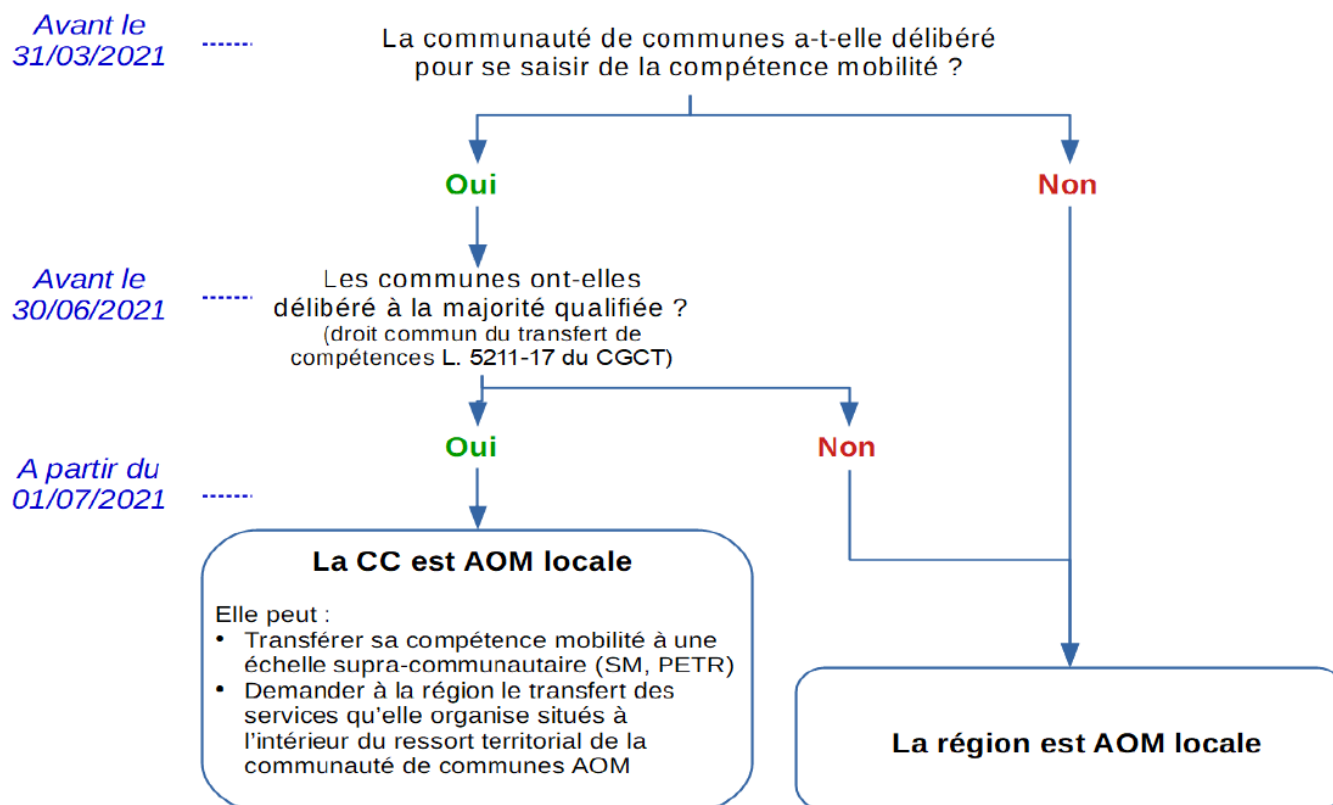 Avant le
31/03/2021
La communauté de communes a-t-elle délibéré
pour se saisir de la compétence mobilité ?
Oui
Non
Avant le
30/06/2021
Les communes ont-elles
délibéré à la majorité qualifiée ?
(droit commun du transfert de
compétences L. 5211-17 du CGCT)
Oui
Non
A partir du
01/07/2021
La CC est AOM locale
Elle peut :
• Transférer sa compétence mobilité à une
échelle supra-communautaire (SM, PETR)
• Demander à la région le transfert des
services qu’elle organise situés à
l’intérieur du ressort territorial de la
communauté de communes AOM
La région est AOM locale